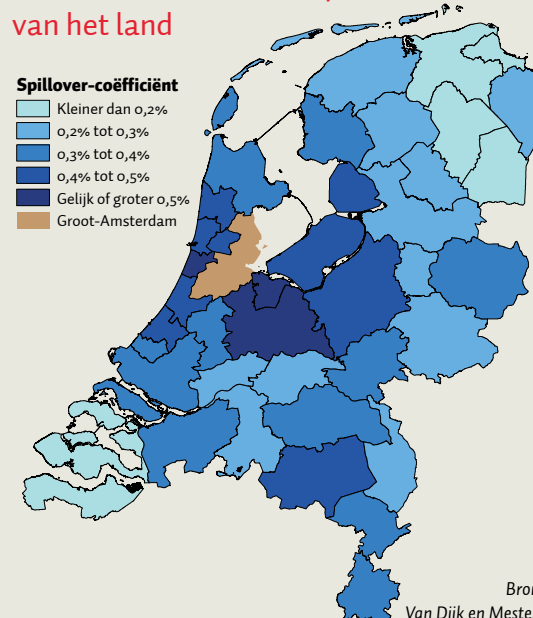 van het land
Spillover-coëfficiënt
Kleiner dan 0,2%
0,2% tot 0,3%
0,3% tot 0,4%
0,4% tot 0,5%
Gelijk of groter 0,5%
Groot-Amsterdam
Van Dijk en